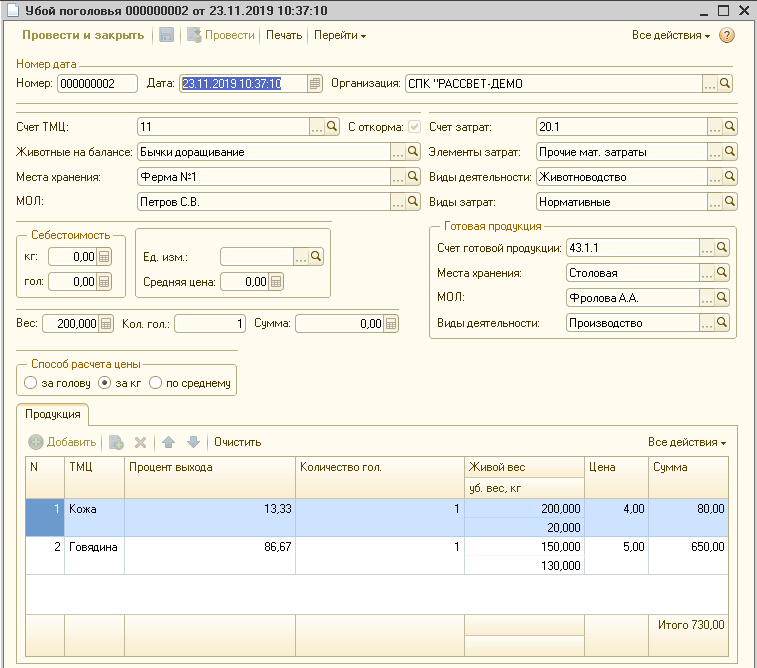 Убой поголовья 000000002 от 23.11.2019 10:37:10
Провести и закрыть Провести Печать Перейти Все действия ?
Номер дата
Номер: 000000002 Дата: 23.11.2019 10:37:10 Организация: СПК "РАССВЕТ-ДЕМО ...
Счет ТМЦ: 11 ... С откорма: Счет затрат: 20.1 ...
Животные на балансе: Бычки доращивание ... Элементы затрат: Прочие мат. затраты ...
Места хранения: Ферма №1 ... Виды деятельности: Животноводство ...
МОЛ: Петров С.В. ... Виды затрат: Нормативные ...
Себестоимость
кг: 0,00
гол: 0,00
Ед. изм.: ...
Средняя цена: 0,00
Готовая продукция
Счет готовой продукции: 43.1.1 ...
Места хранения: Столовая ...
МОЛ: Фролова А.А. ...
Виды деятельности: Производство ...
Вес: 200,000 Кол. гол.: 1 Сумма: 0,00
Способ расчета цены
за голову за кг по среднему
Продукция
Добавить Очистить Все действия
N ТМЦ Процент выхода Количество гол. Живой вес Цена Сумма
уб. вес, кг
1 Кожа 13,33 1 200,000 4,00 80,00
20,000
2 Говядина 86,67 1 150,000 5,00 650,00
130,000
Итого 730,00